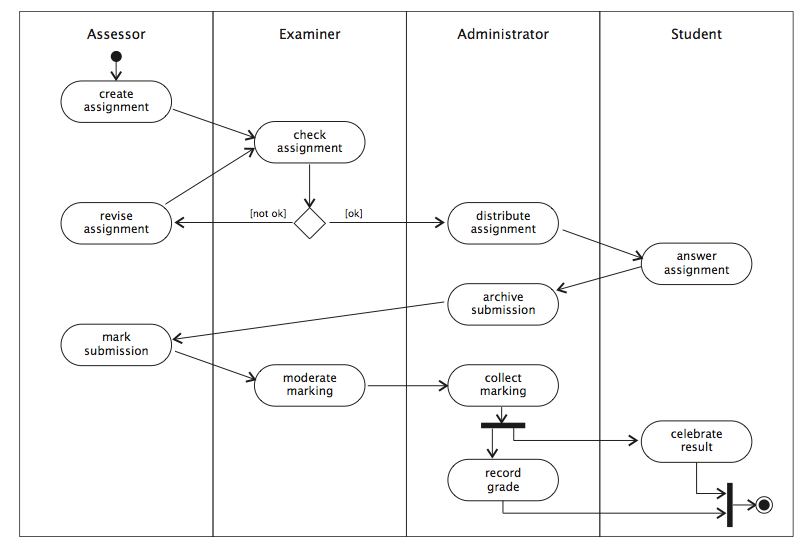 Assessor
Examiner
Administrator
Student
create
assignment
check
assignment
revise
assignment
[not ok]
[ok]
distribute
assignment
answer
assignment
archive
submission
mark
submission
moderate
marking
collect
marking
celebrate
result
record
grade